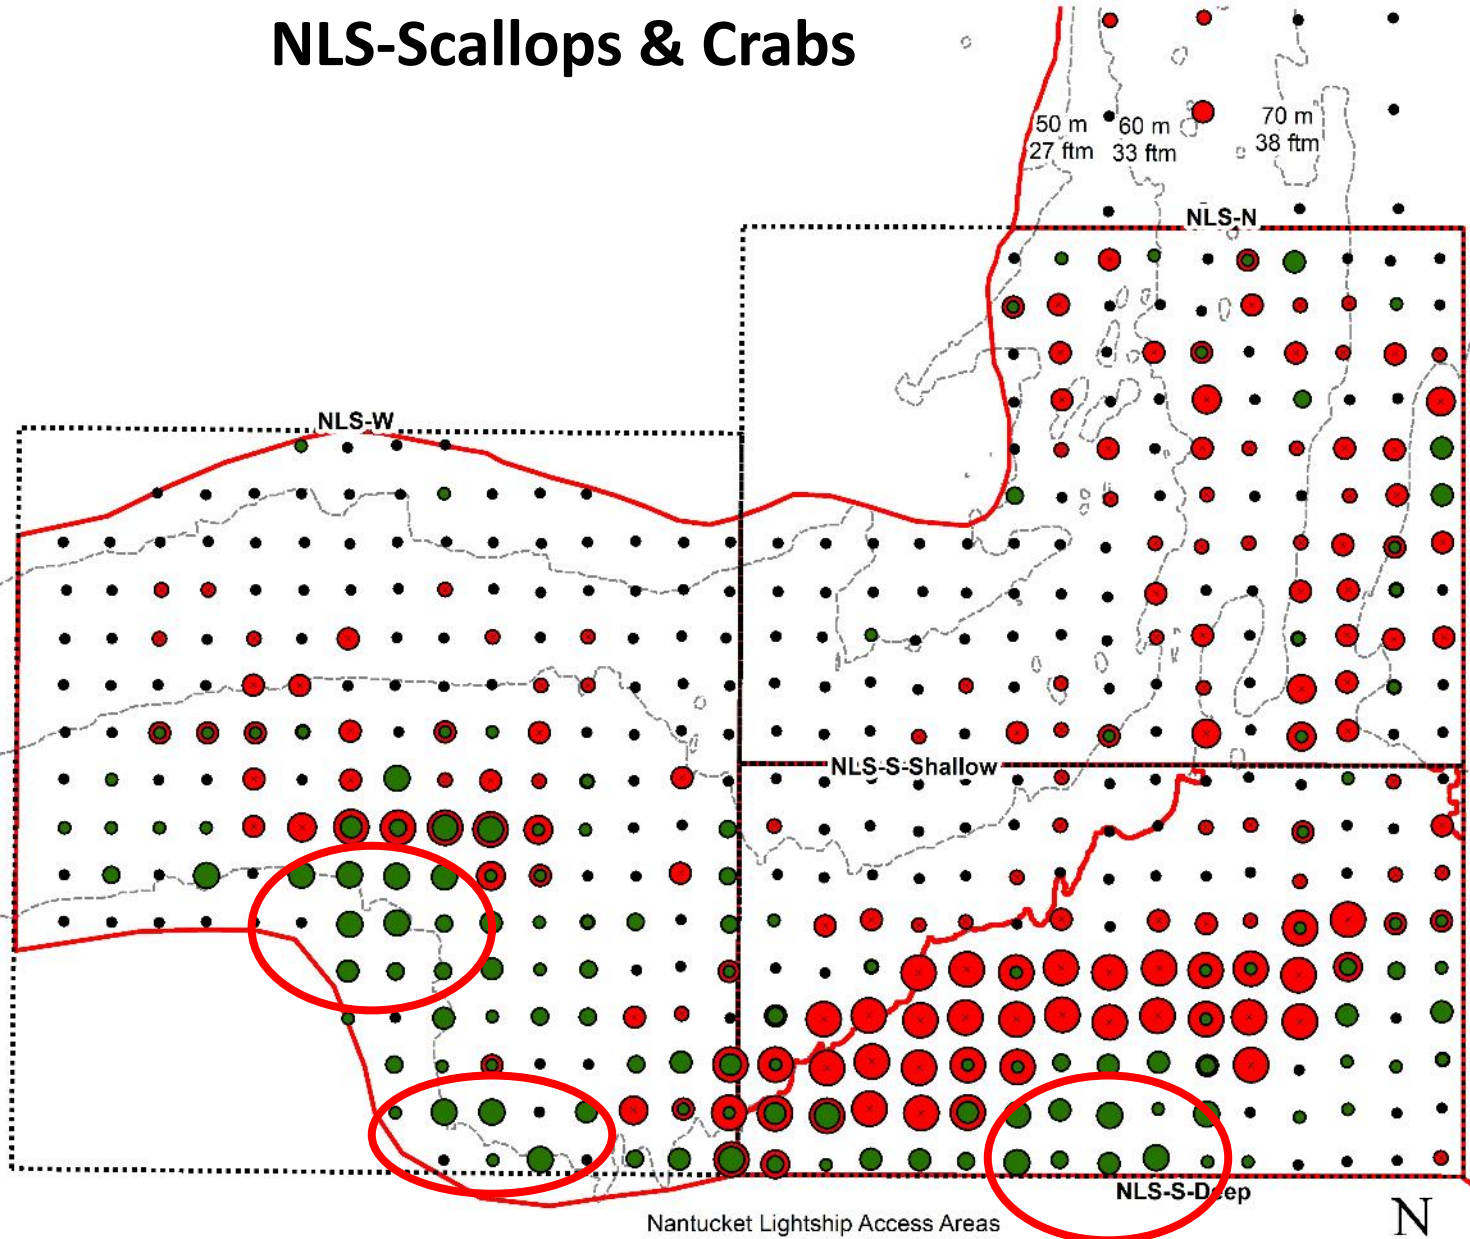 NLS-Scallops & Crabs
50 m
27 ftm
60 m
33 ftm
70 m
38 ftm
NLS-N
NLS-W
NLS-S-Shallow
NLS-S-Deep
Nantucket Lightship Access Areas
N